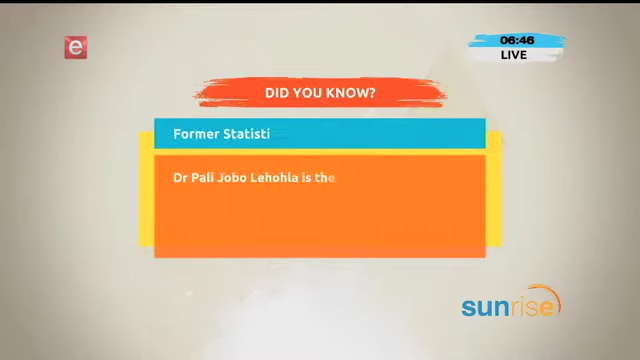 e
06:46
LIVE
DID YOU KNOW?
Former Statisti
Dr Pali Jobo Lehohla is the
sunrise